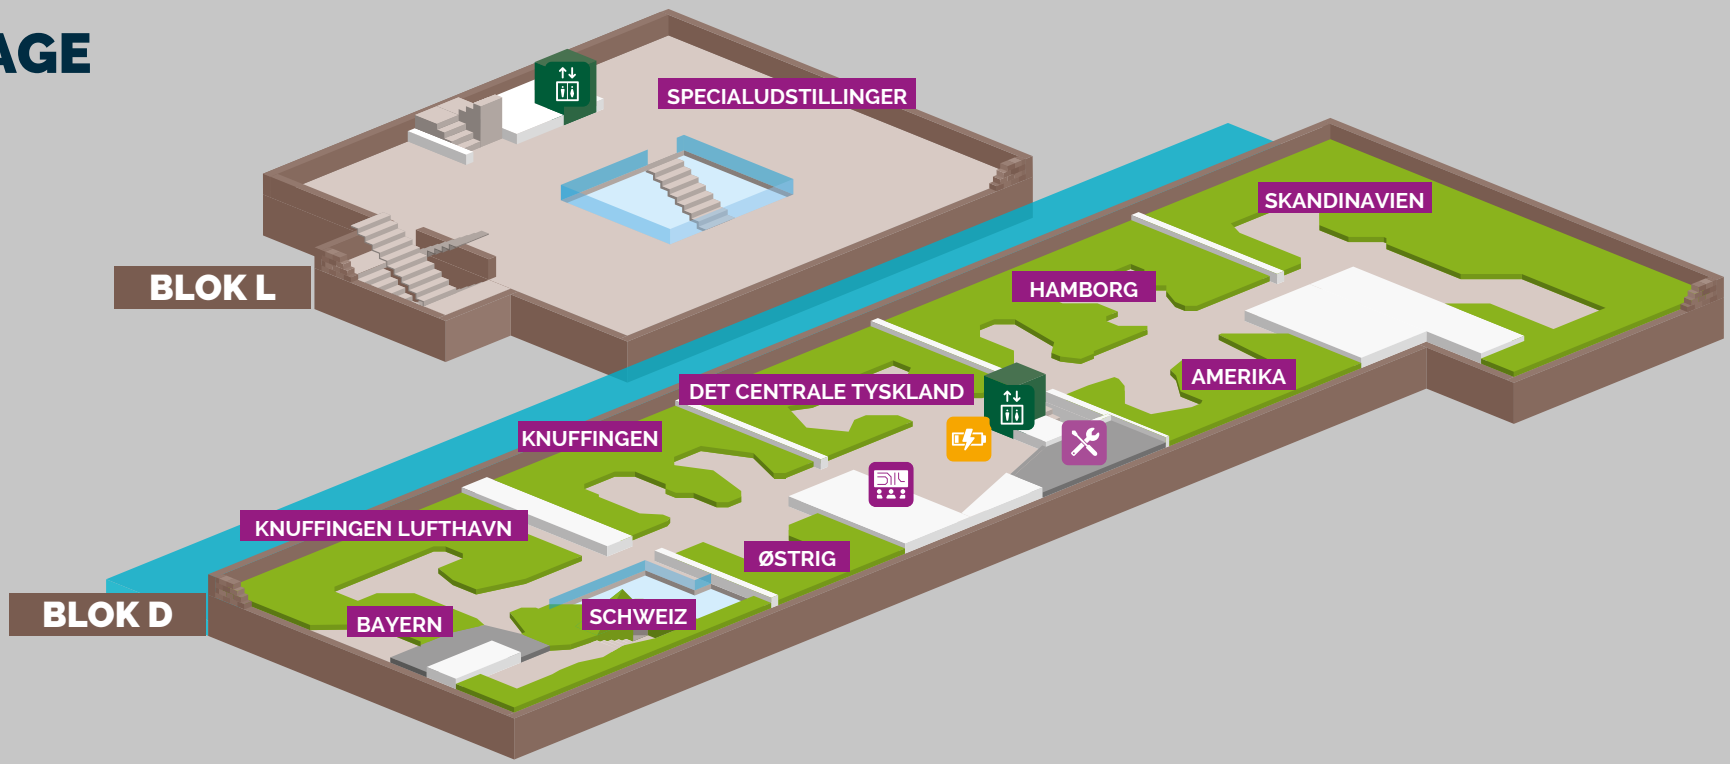 AGE
SPECIALUDSTILLINGER
SKANDINAVIEN
BLOK L
HAMBORG
AMERIKA
DET CENTRALE TYSKLAND
KNUFFINGEN
KNUFFINGEN LUFTHAVN
ØSTRIG
BLOK D
BAYERN
SCHWEIZ